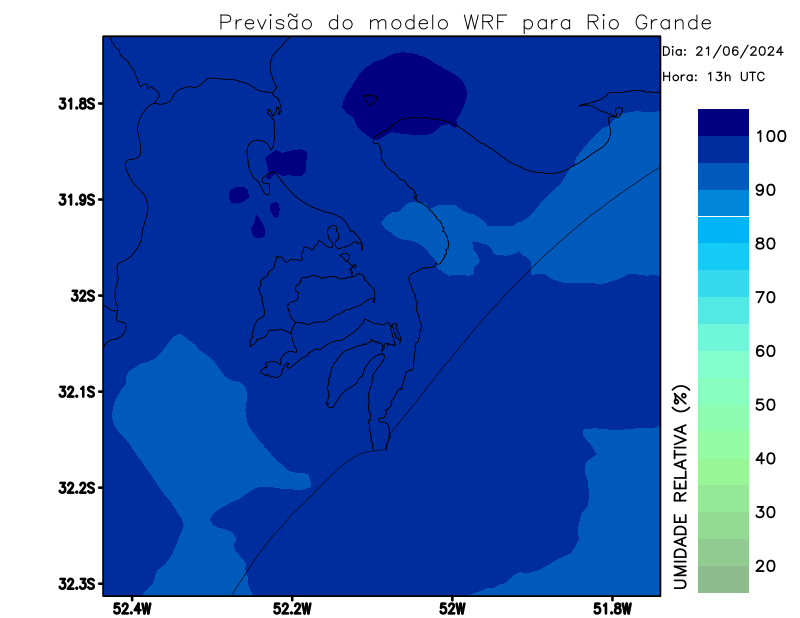 Previsão do modelo WRF para Rio Grande
Dia: 21/06/2024
Hora: 13h UTC
31.8S
31.9S
32S
32.1S
32.2S
32.3S
52.4W
52.2W
52W
51.8W
UMIDADE RELATIVA (%)
100
90
80
70
60
50
40
30
20